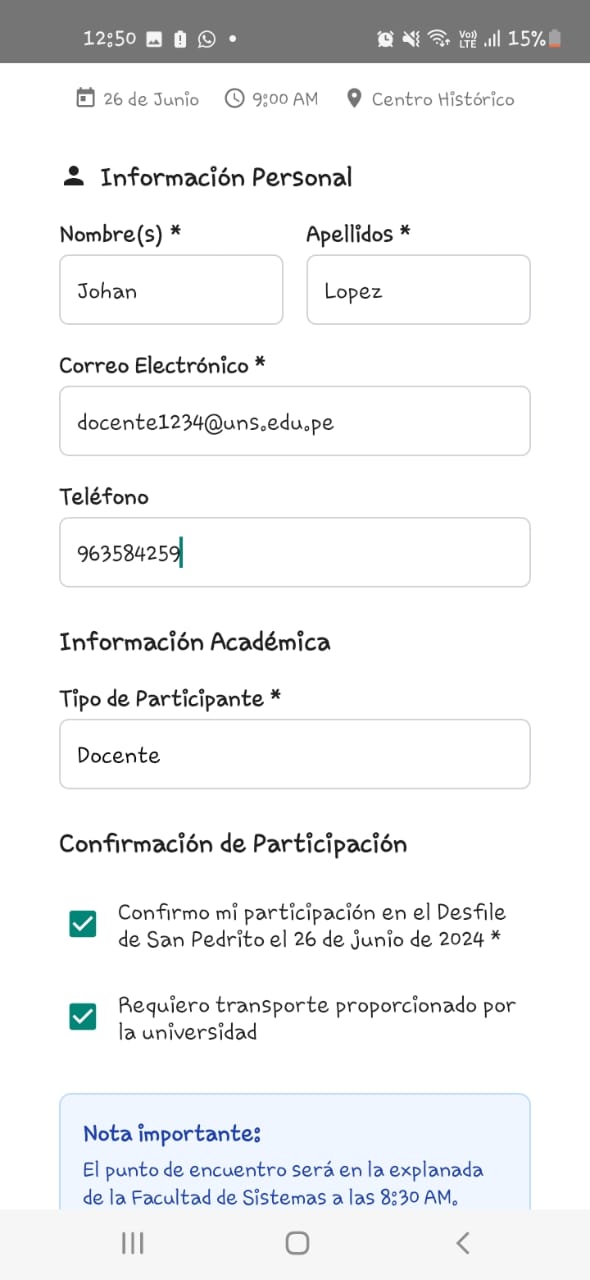 12:50
Vo)) LTE 15%
26 de Junio 9:00 AM Centro Histórico
Información Personal
Nombre(s) * Apellidos *
Johan Lopez
Correo Electrónico *
docente1234@uns.edu.pe
Teléfono
963584259
Información Académica
Tipo de Participante *
Docente
Confirmación de Participación
Confirmo mi participación en el Desfile
de San Pedrito el 26 de junio de 2024 *
Requiero transporte proporcionado por
la universidad
Nota importante:
El punto de encuentro será en la explanada
de la Facultad de Sistemas a las 8:30 AM.